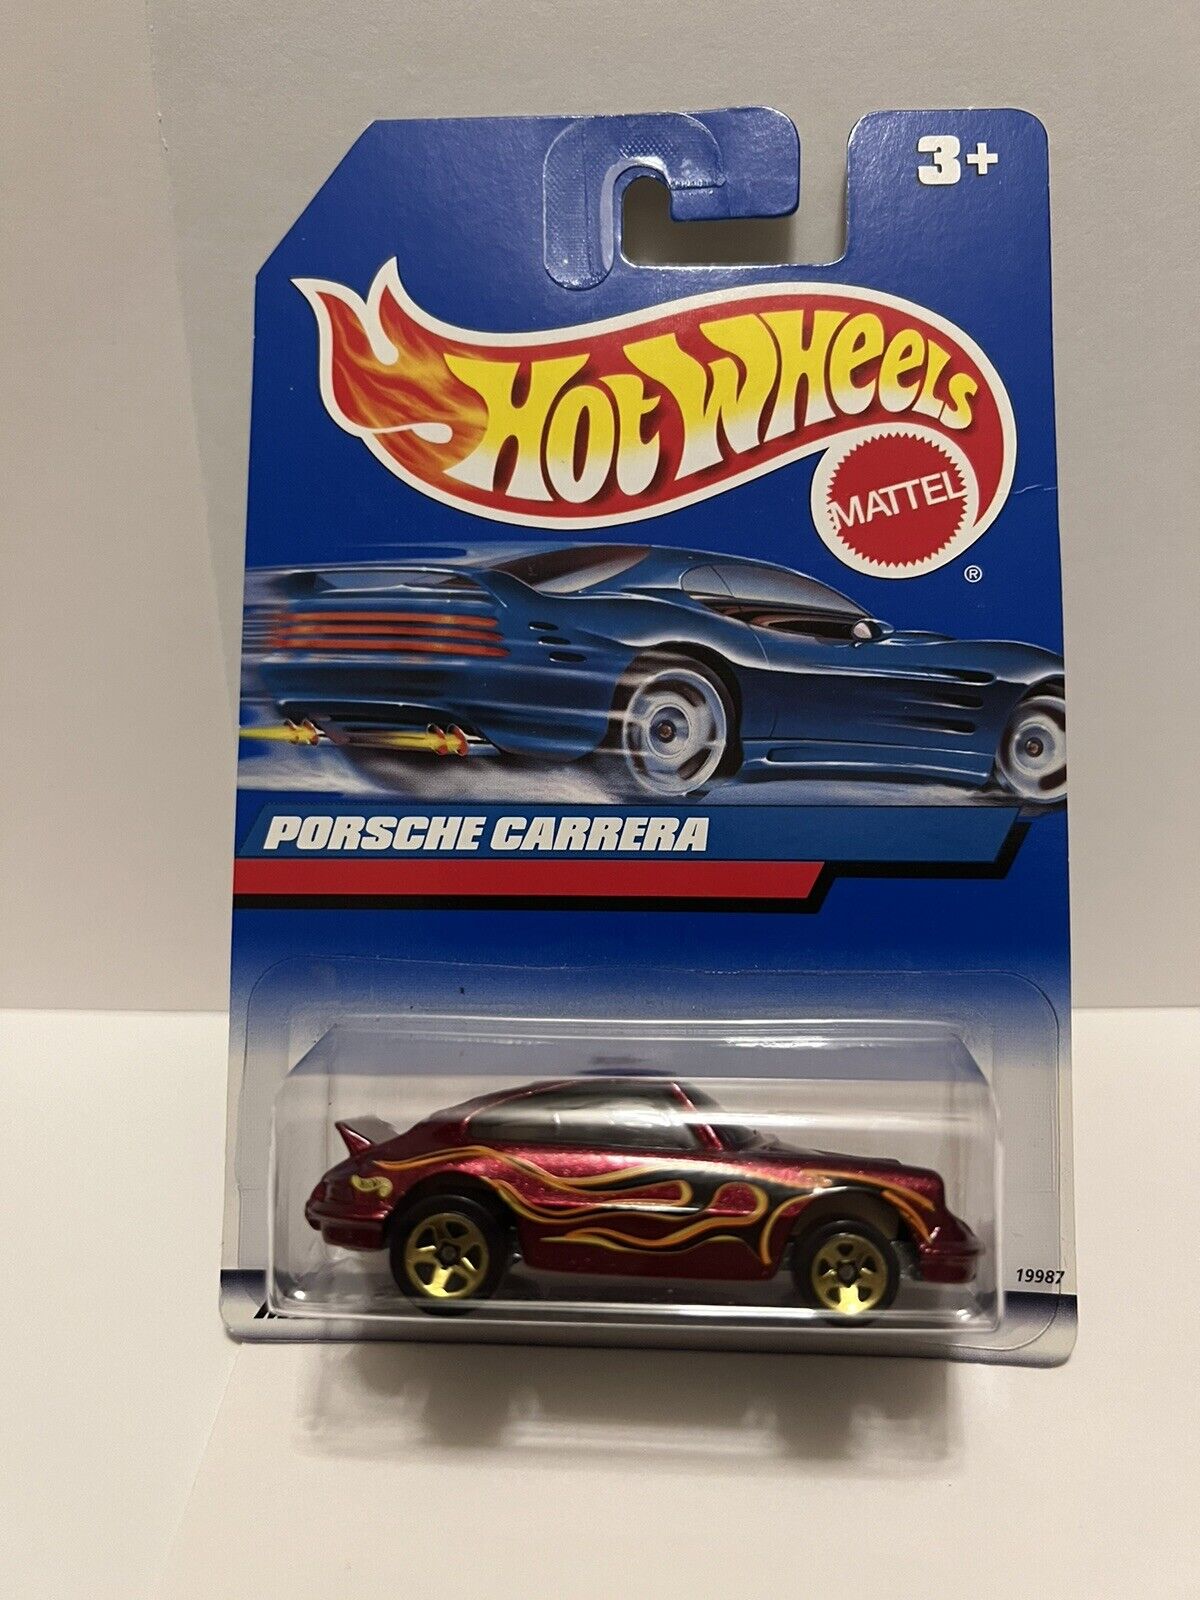 3+
HOT WHEELS
MATTEL
®
PORSCHE CARRERA
19987